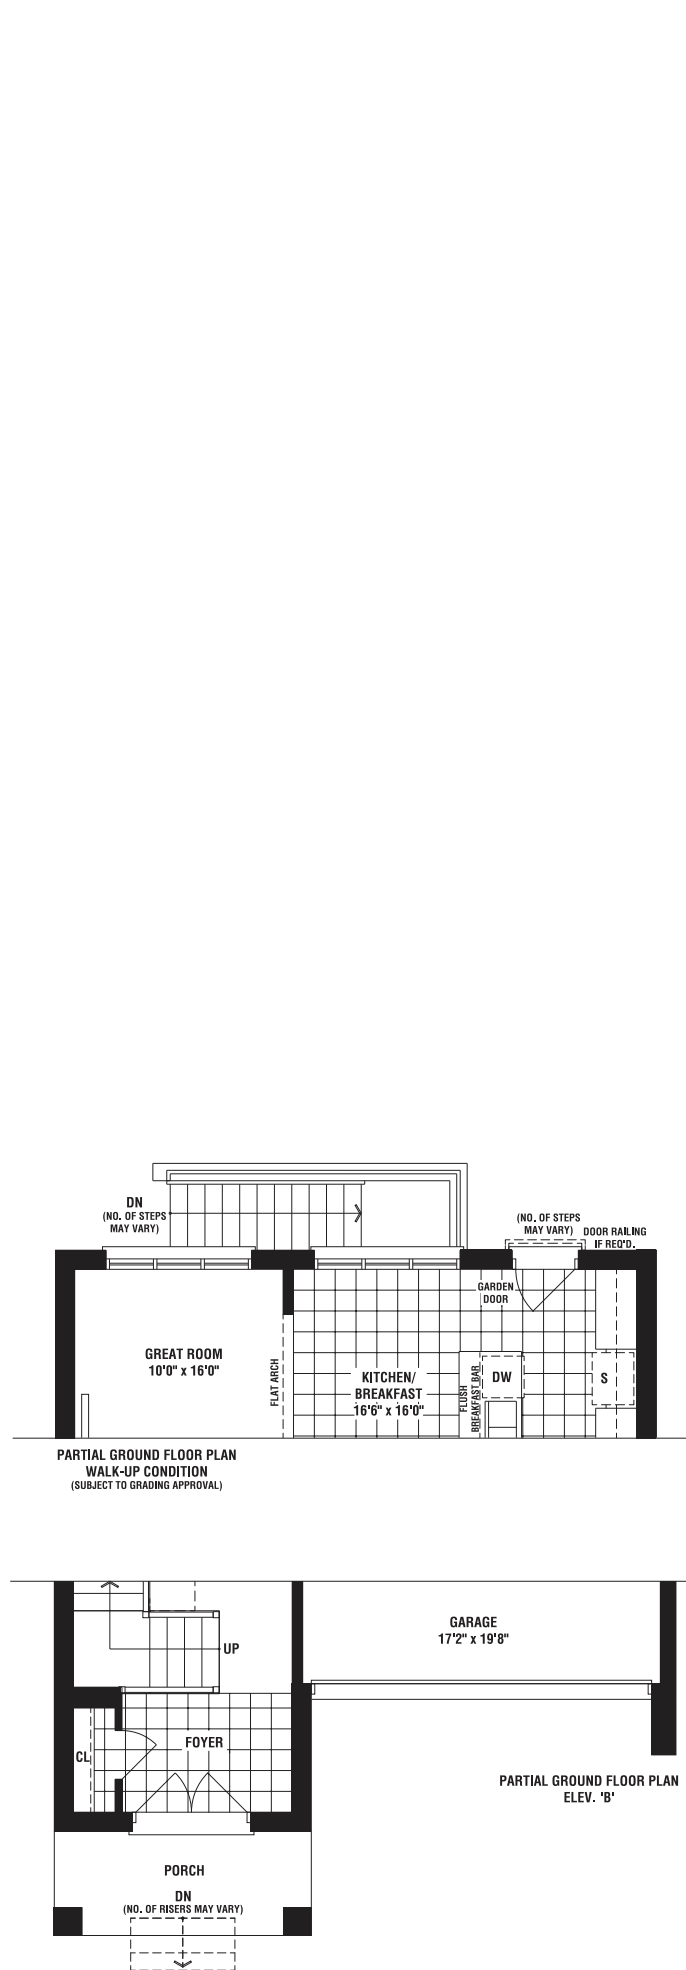 DN
(NO. OF STEPS
MAY VARY)
(NO. OF STEPS
MAY VARY)
DOOR RAILING
IF REQ'D.
GARDEN
DOOR
GREAT ROOM
10'0" x 16'0"
FLAT ARCH
KITCHEN/
BREAKFAST
16'6" x 16'0"
FLUSH
BREAKFAST BAR
DW
S
PARTIAL GROUND FLOOR PLAN
WALK-UP CONDITION
(SUBJECT TO GRADING APPROVAL)
GARAGE
17'2" x 19'8"
UP
FOYER
CL
PARTIAL GROUND FLOOR PLAN
ELEV. 'B'
PORCH
DN
(NO. OF RISERS MAY VARY)